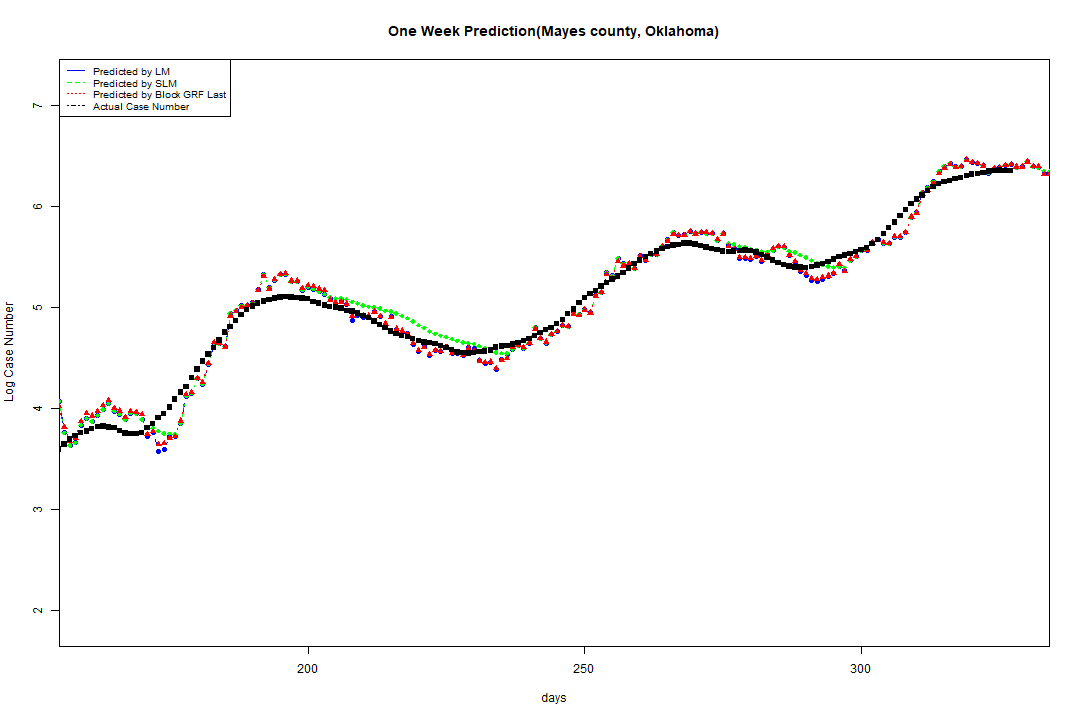 One Week Prediction(Mayes county, Oklahoma)
Predicted by LM
Predicted by SLM
Predicted by Block GRF Last
Actual Case Number
Log Case Number
7
6
5
4
3
2
200 250 300
days